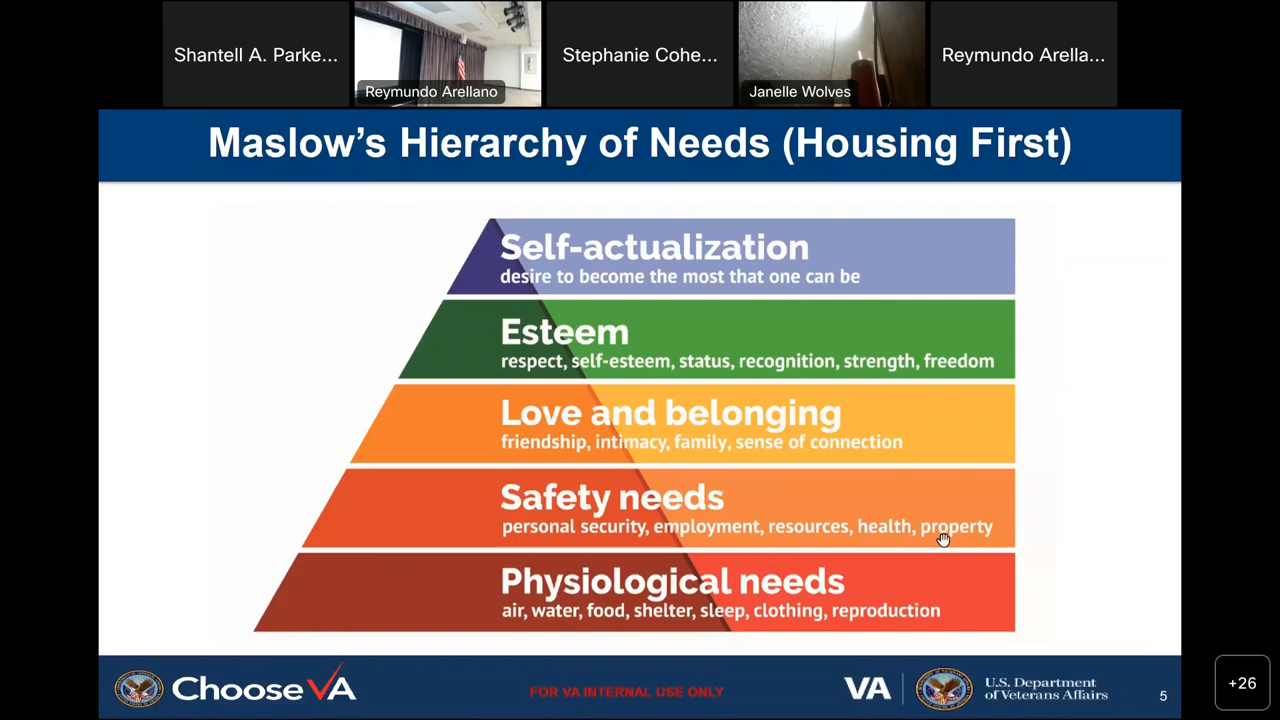 Shantell A. Parke...
Reymundo Arellano
Stephanie Cohe...
Janelle Wolves
Reymundo Arella...
Maslow's Hierarchy of Needs (Housing First)
Self-actualization
desire to become the most that one can be
Esteem
respect, self-esteem, status, recognition, strength, freedom
Love and belonging
friendship, intimacy, family, sense of connection
Safety needs
personal security, employment, resources, health, property
Physiological needs
air, water, food, shelter, sleep, clothing, reproduction
Choose VA
FOR VA INTERNAL USE ONLY
VA
U.S. Department
of Veterans Affairs
5
+26